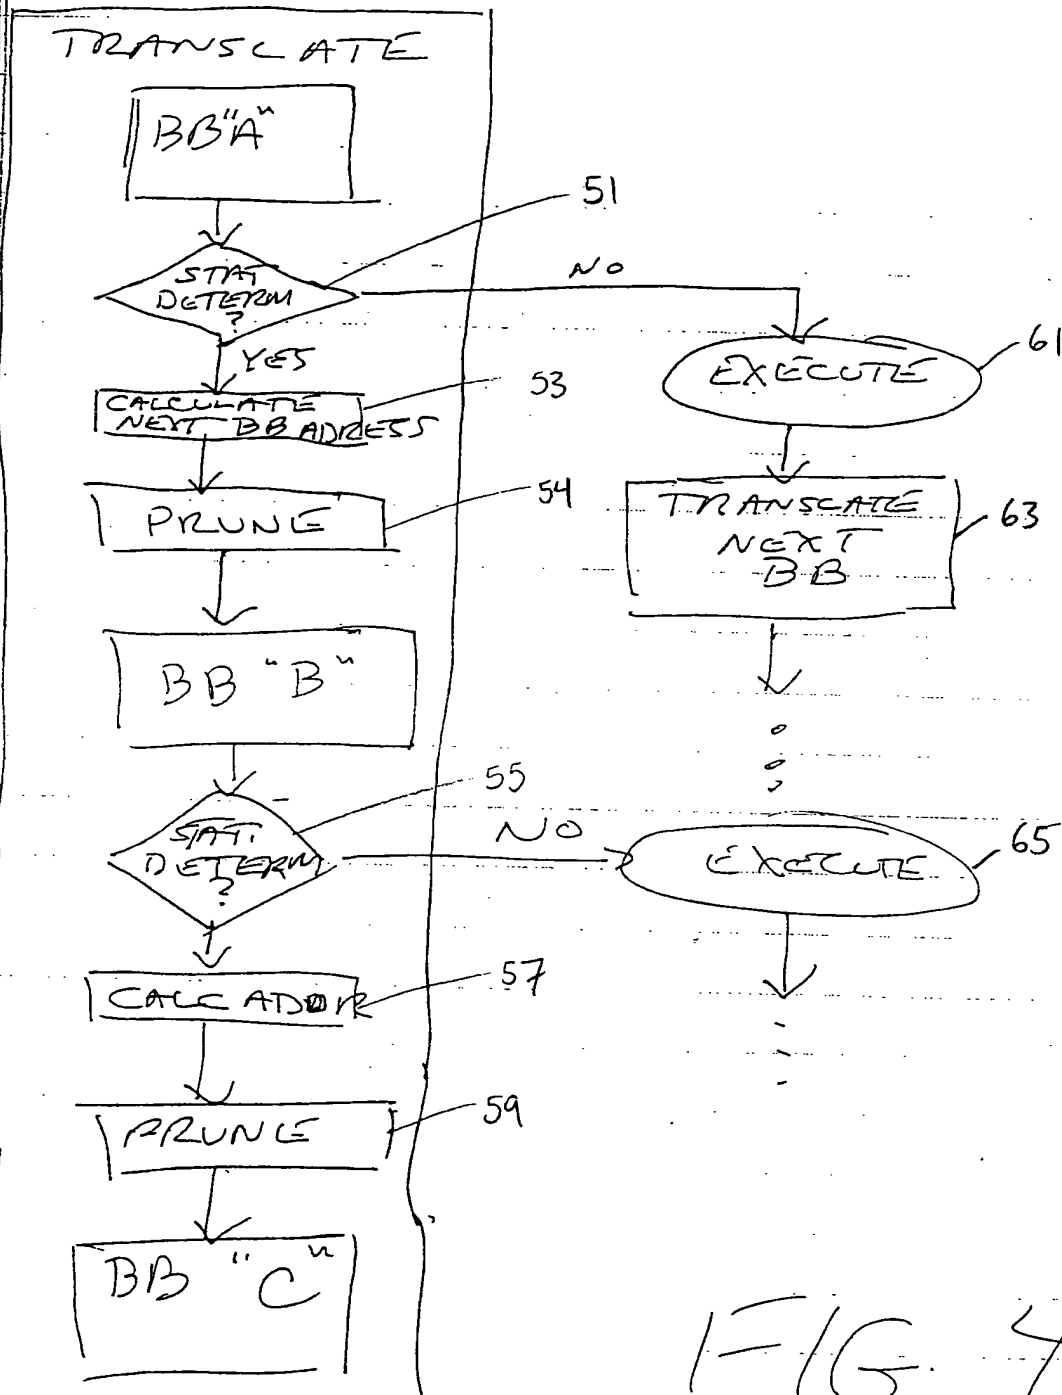 TRANSLATE
BB "A"
51
STAT
DETERM
?
NO
YES
61
EXECUTE
53
CALCULATE
NEXT BB ADRESS
54
PRUNE
TRANSLATE
NEXT
BB
63
BB "B"
55
STAT.
DETERM
?
NO
EXECUTE
65
57
CALC ADDR
59
PRUNE
BB "C"
FIG. 4